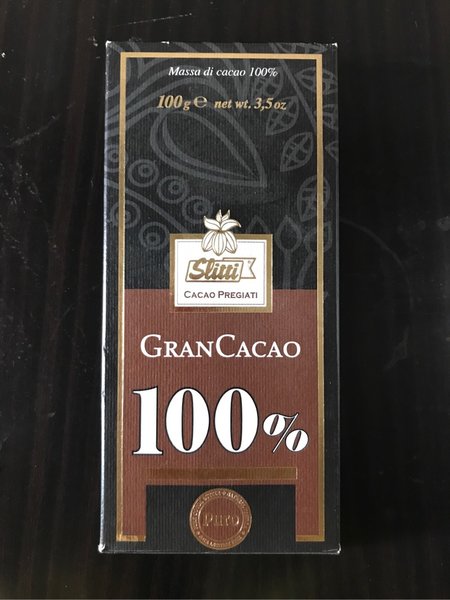 Massa di cacao 100%
100g ℮ net wt. 3,5 oz
Slitti
CACAO PREGIATI
GRANCACAO
100%
Puro